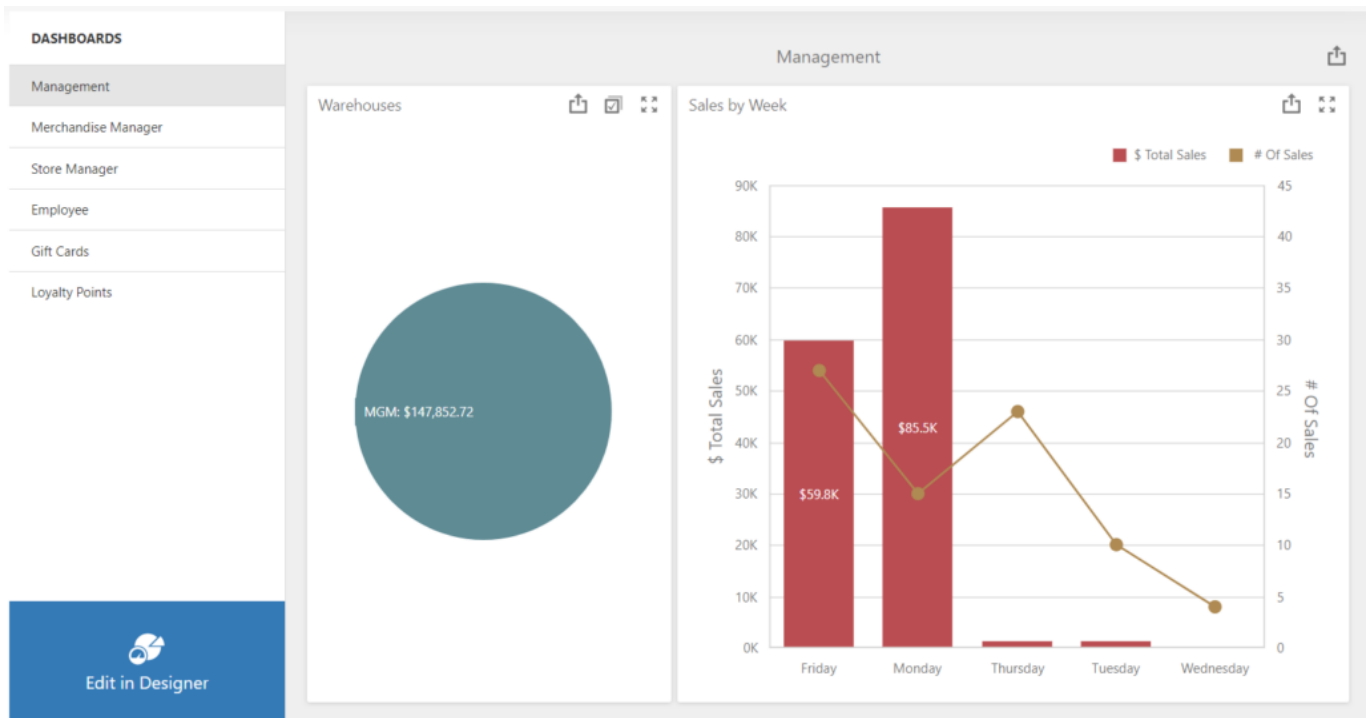 DASHBOARDS
Management
Merchandise Manager
Store Manager
Employee
Gift Cards
Loyalty Points
Edit in Designer
Management
Warehouses
MGM: $147,852.72
Sales by Week
$ Total Sales # Of Sales
90K 45
80K 40
70K 35
60K 30
50K 25
40K 20
30K 15
20K 10
10K 5
0K 0
$ Total Sales
# Of Sales
$59.8K
$85.5K
Friday Monday Thursday Tuesday Wednesday